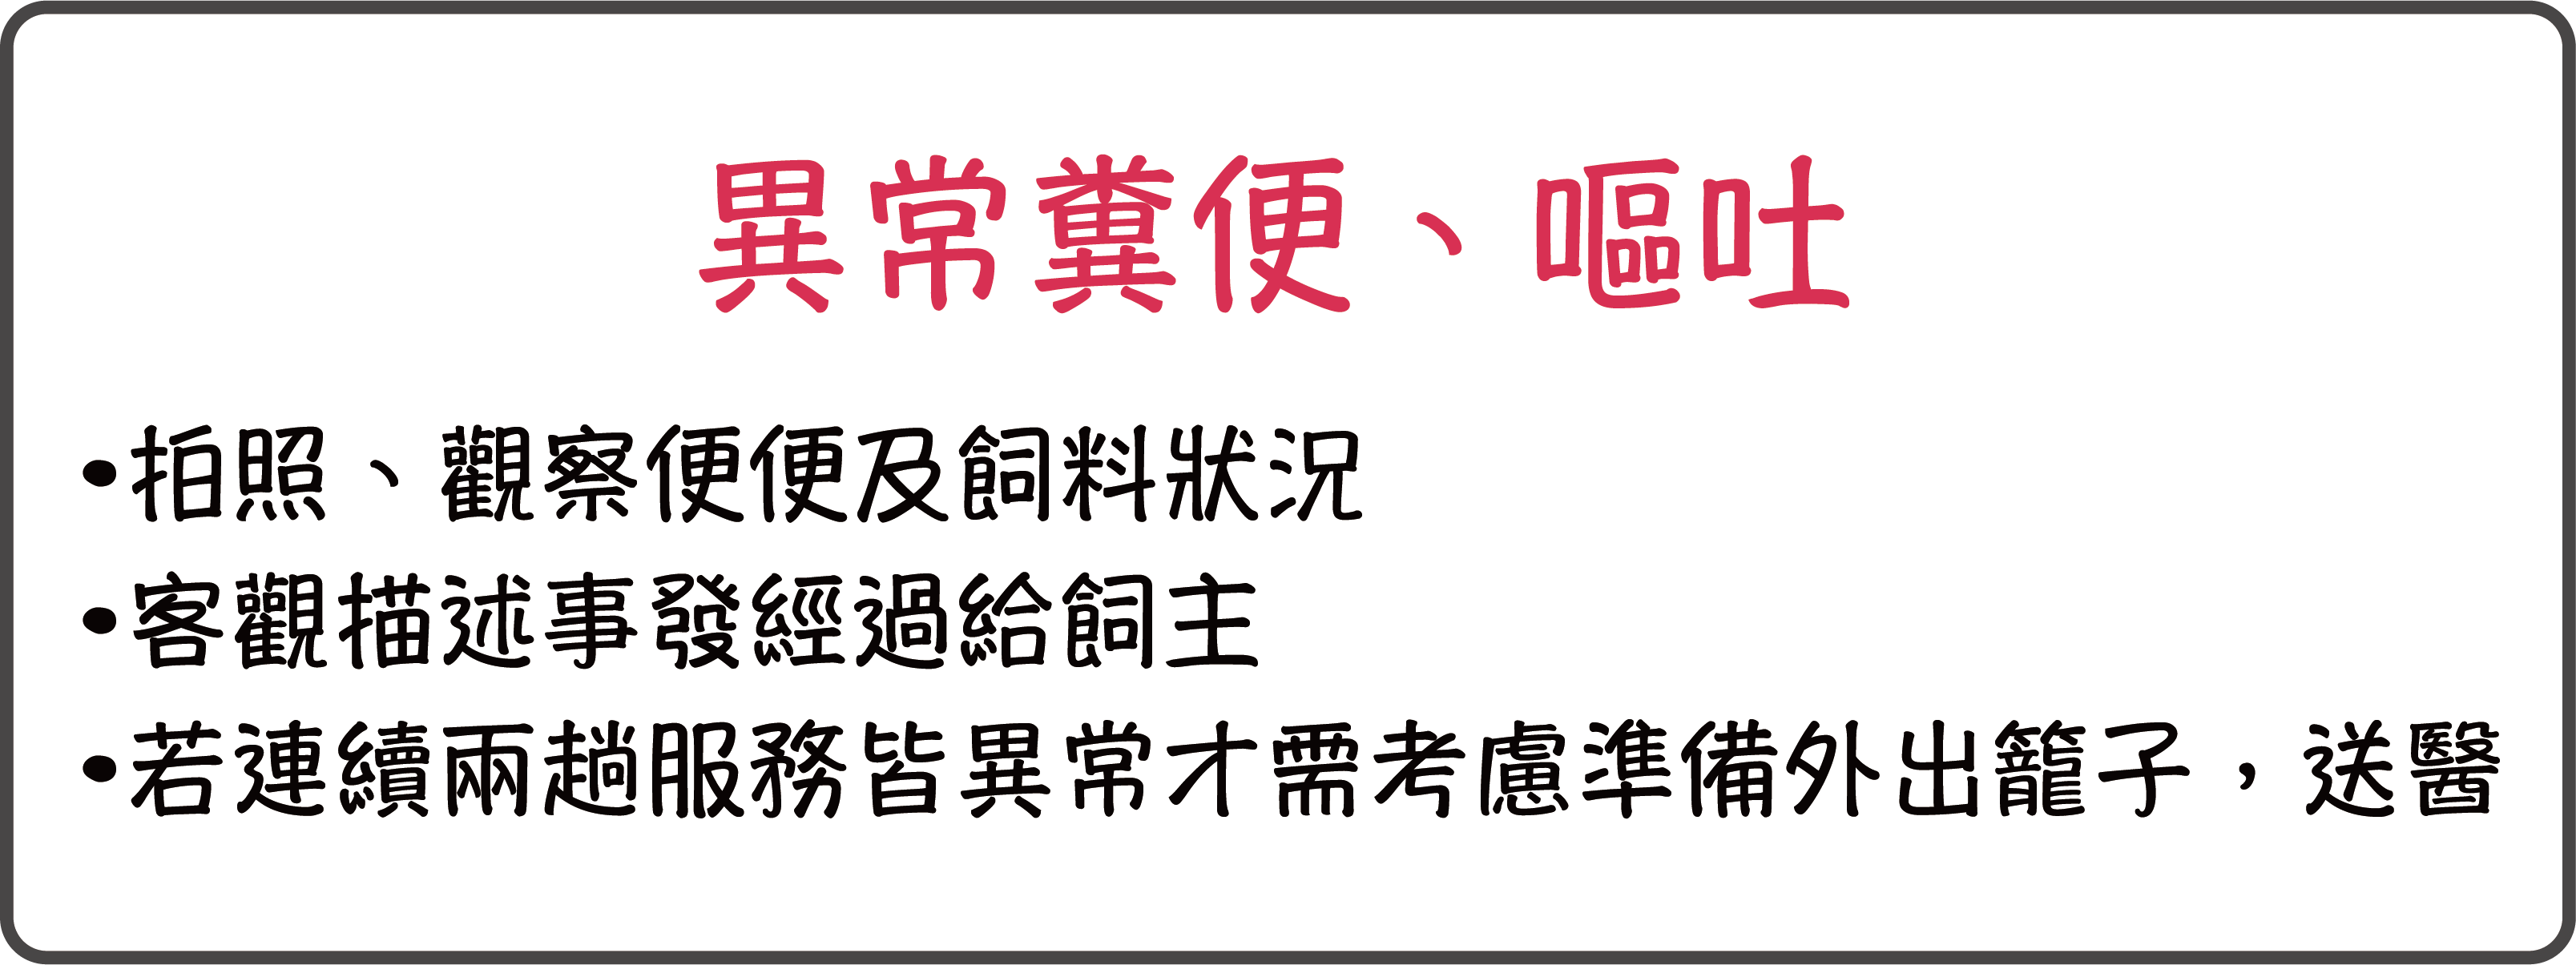 異常糞便、嘔吐
•拍照、觀察便便及飼料狀況
•客觀描述事發經過給飼主
•若連續兩趟服務皆異常才需考慮準備外出籠子，送醫